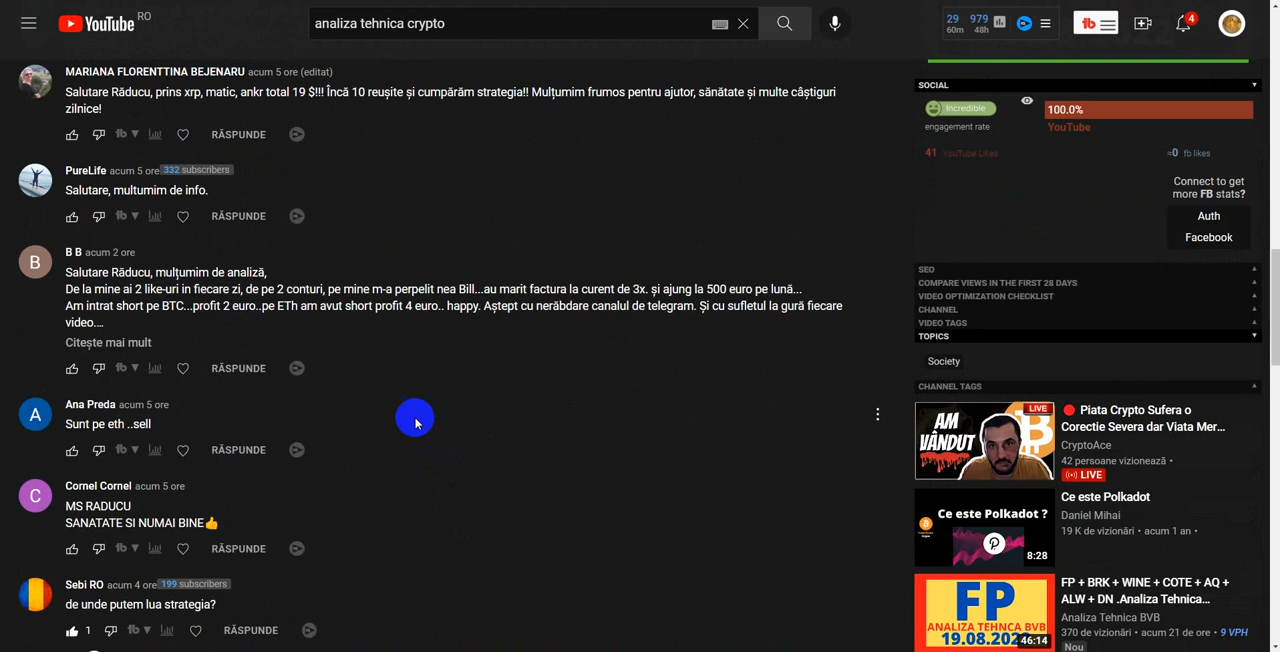 YouTube RO
analiza tehnica crypto
29 979
60m 48h
tb
4
MARIANA FLORENTTINA BEJENARU acum 5 ore (editat)
Salutare Răducu, prins xrp, matic, ankr total 19 $!!! Încă 10 reușite și cumpărăm strategia!! Mulțumim frumos pentru ajutor, sănătate și multe câștiguri
zilnice!
tb RĂSPUNDE
PureLife acum 5 ore 332 subscribers
Salutare, multumim de info.
tb RĂSPUNDE
B
B B acum 2 ore
Salutare Răducu, mulțumim de analiză,
De la mine ai 2 like-uri in fiecare zi, de pe 2 conturi, pe mine m-a perpelit nea Bill...au marit factura la curent de 3x. și ajung la 500 euro pe lună...
Am intrat short pe BTC...profit 2 euro..pe ETh am avut short profit 4 euro.. happy. Aștept cu nerăbdare canalul de telegram. Și cu sufletul la gură fiecare
video....
Citește mai mult
tb RĂSPUNDE
A
Ana Preda acum 5 ore
Sunt pe eth ..sell
tb RĂSPUNDE
C
Cornel Cornel acum 5 ore
MS RADUCU
SANATATE SI NUMAI BINE👍
tb RĂSPUNDE
Sebi RO acum 4 ore 199 subscribers
de unde putem lua strategia?
1 tb RĂSPUNDE
SOCIAL
Incredible
engagement rate
100.0%
YouTube
41 YouTube Likes
≈0 fb likes
Connect to get
more FB stats?
Auth
Facebook
SEO
COMPARE VIEWS IN THE FIRST 28 DAYS
VIDEO OPTIMIZATION CHECKLIST
CHANNEL
VIDEO TAGS
TOPICS
Society
CHANNEL TAGS
LIVE
AM
VÂNDUT
Piata Crypto Sufera o
Corectie Severa dar Viata Mer...
CryptoAce
42 persoane vizionează •
LIVE
Ce este Polkadot ?
8:28
Ce este Polkadot
Daniel Mihai
19 K de vizionări • acum 1 an •
FP
ANALIZA TEHNCA BVB
19.08.202
46:14
FP + BRK + WINE + COTE + AQ +
ALW + DN .Analiza Tehnica...
Analiza Tehnica BVB
370 de vizionări • acum 21 de ore • 9 VPH
Nou